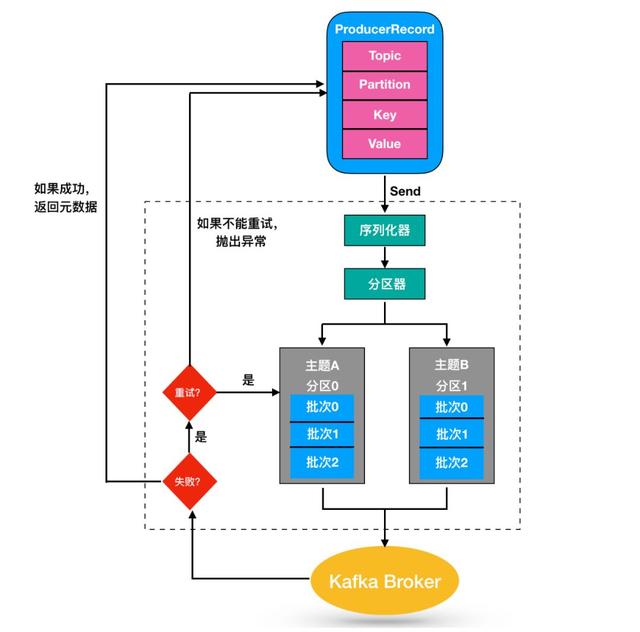 ProducerRecord
Topic
Partition
Key
Value
Send
如果成功，
返回元数据
如果不能重试，
抛出异常
序列化器
分区器
主题A
分区0
批次0
批次1
批次2
主题B
分区1
批次0
批次1
批次2
重试?
是
是
失败?
Kafka Broker